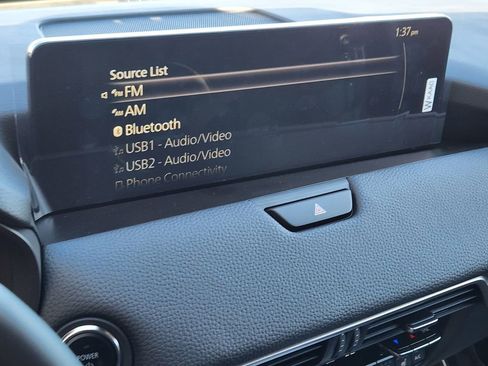 1:37 pm
Source List
FM
AM
Bluetooth
USB1 - Audio/Video
USB2 - Audio/Video
Phone Connectivity
POWER